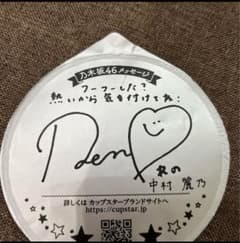 乃木坂46メッセージ
フーフーした?
熱いから気を付けてね!
れの
中村 麗乃
詳しくは カップスターブランドサイトへ
https://cupstar.jp